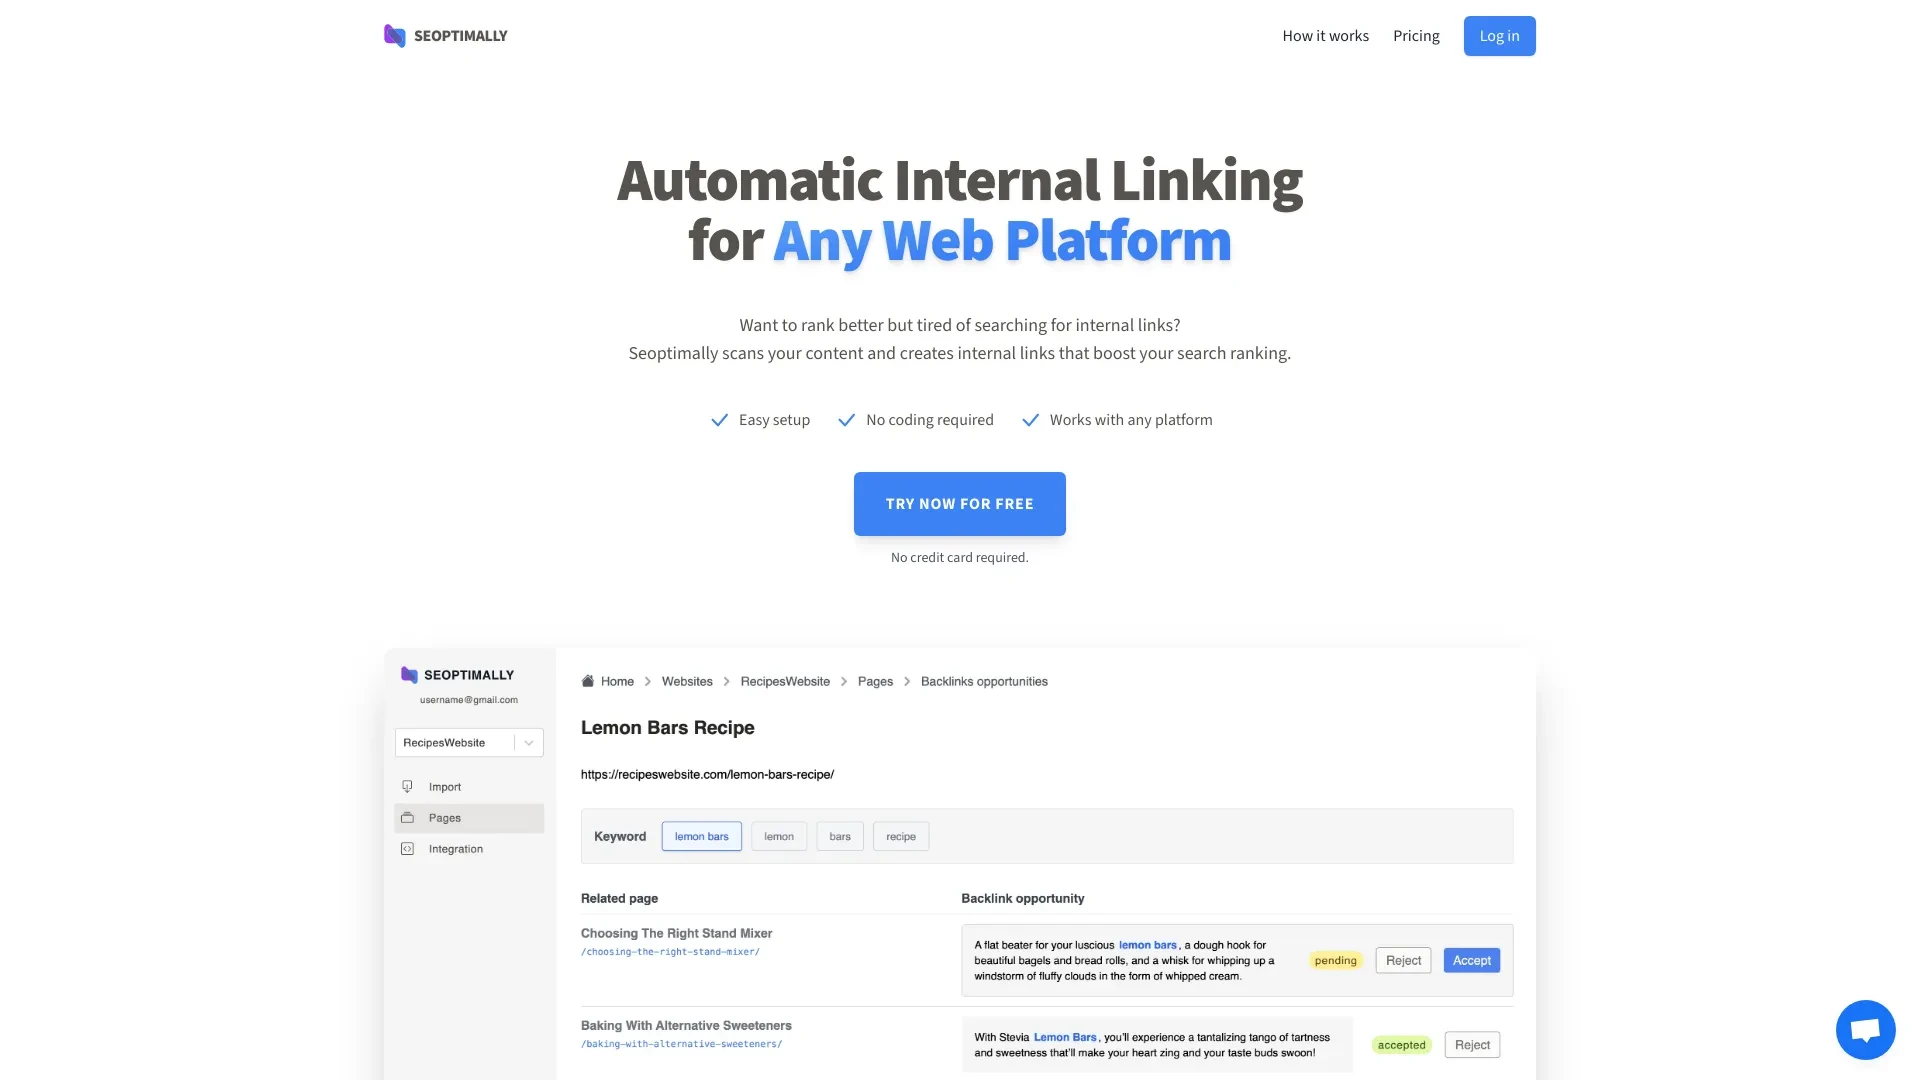 SEOPTIMALLY
How it works
Pricing
Log in
Automatic Internal Linking
for Any Web Platform
Want to rank better but tired of searching for internal links?
Seoptimally scans your content and creates internal links that boost your search ranking.
Easy setup
No coding required
Works with any platform
TRY NOW FOR FREE
No credit card required.
SEOPTIMALLY
username@gmail.com
RecipesWebsite
Import
Pages
Integration
Home > Websites > RecipesWebsite > Pages > Backlinks opportunities
Lemon Bars Recipe
https://recipeswebsite.com/lemon-bars-recipe/
Keyword
lemon bars
lemon
bars
recipe
Related page
Backlink opportunity
Choosing The Right Stand Mixer
/choosing-the-right-stand-mixer/
A flat beater for your luscious lemon bars, a dough hook for
beautiful bagels and bread rolls, and a whisk for whipping up a
windstorm of fluffy clouds in the form of whipped cream.
pending
Reject
Accept
Baking With Alternative Sweeteners
/baking-with-alternative-sweeteners/
With Stevia Lemon Bars, you'll experience a tantalizing tango of tartness
and sweetness that'll make your heart zing and your taste buds swoon!
accepted
Reject